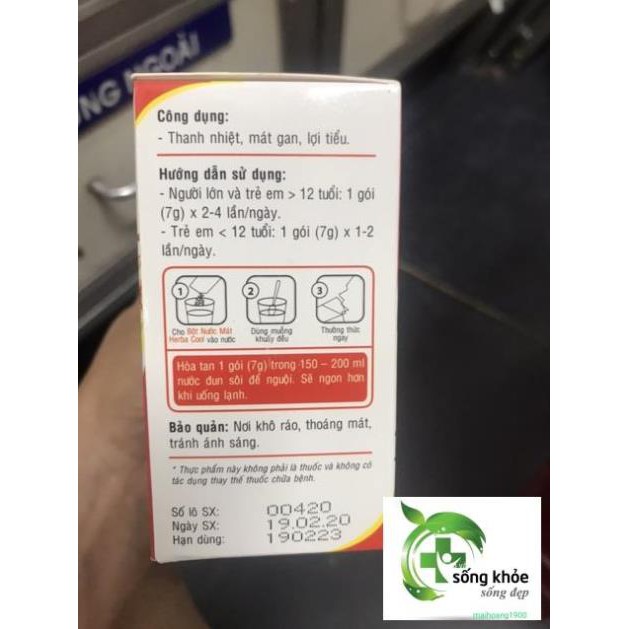 NG NGOÀI
Công dụng:
- Thanh nhiệt, mát gan, lợi tiểu.
Hướng dẫn sử dụng:
- Người lớn và trẻ em > 12 tuổi: 1 gói
(7g) x 2-4 lần/ngày.
- Trẻ em < 12 tuổi: 1 gói (7g) x 1-2
lần/ngày.
1 2 3
Cho Bột Nước Mát
Herba Cool vào nước
Dùng muỗng
khuấy đều
Thưởng thức
ngay
Hòa tan 1 gói (7g) trong 150 – 200 ml
nước đun sôi để nguội. Sẽ ngon hơn
khi uống lạnh.
Bảo quản: Nơi khô ráo, thoáng mát,
tránh ánh sáng.
* Thực phẩm này không phải là thuốc và không có
tác dụng thay thế thuốc chữa bệnh.
Số lô SX: 00420
Ngày SX: 19.02.20
Hạn dùng: 190223
sống khỏe
sống đẹp
maihoang1900